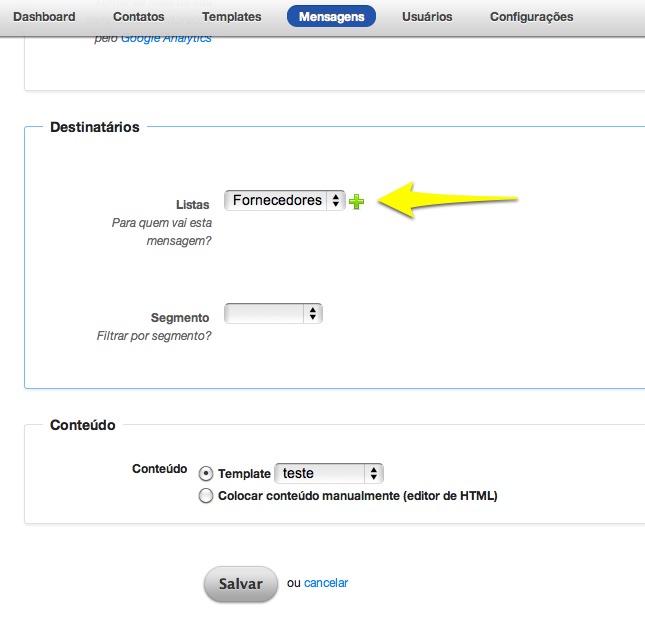 Dashboard Contatos Templates Mensagens Usuários Configurações
pelo Google Analytics
Destinatários
Listas Fornecedores
Para quem vai esta
mensagem?
Segmento
Filtrar por segmento?
Conteúdo
Conteúdo Template teste
Colocar conteúdo manualmente (editor de HTML)
Salvar ou cancelar